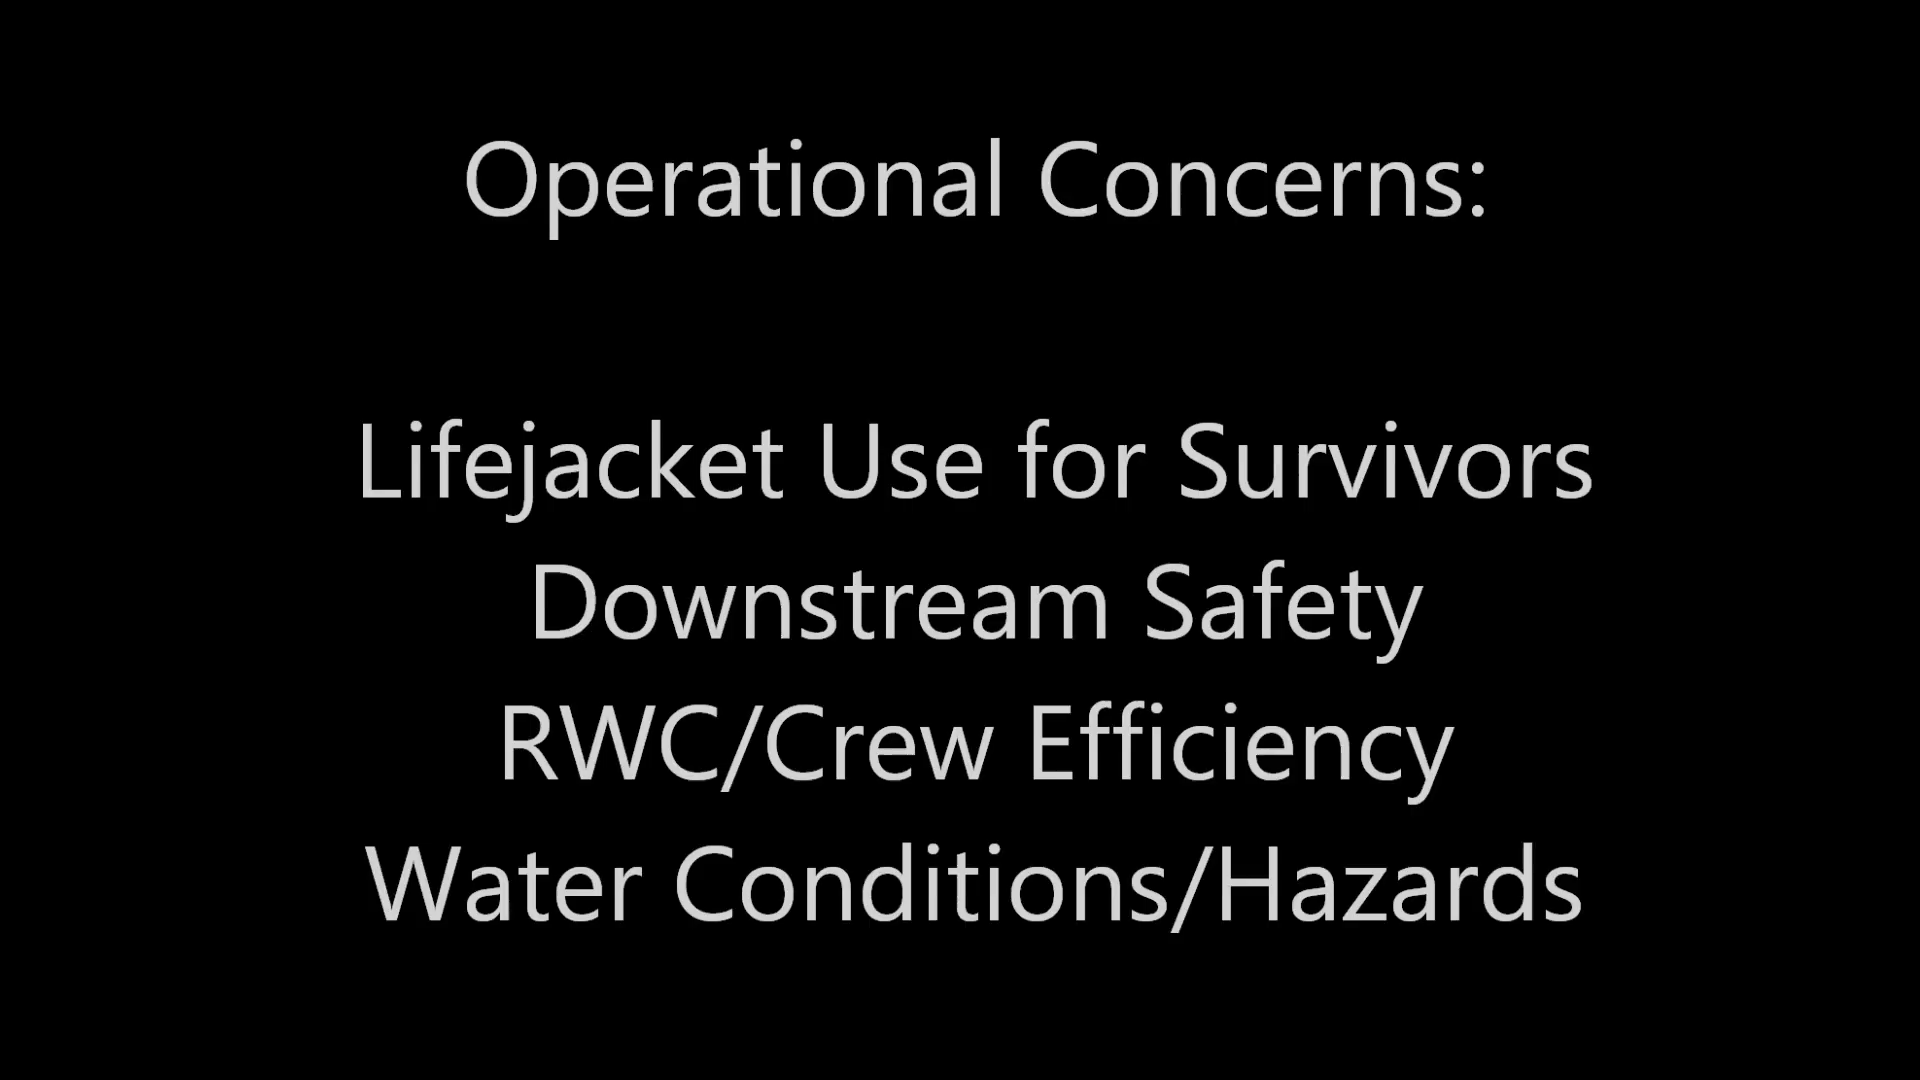 Operational Concerns:
Lifejacket Use for Survivors
Downstream Safety
RWC/Crew Efficiency
Water Conditions/Hazards